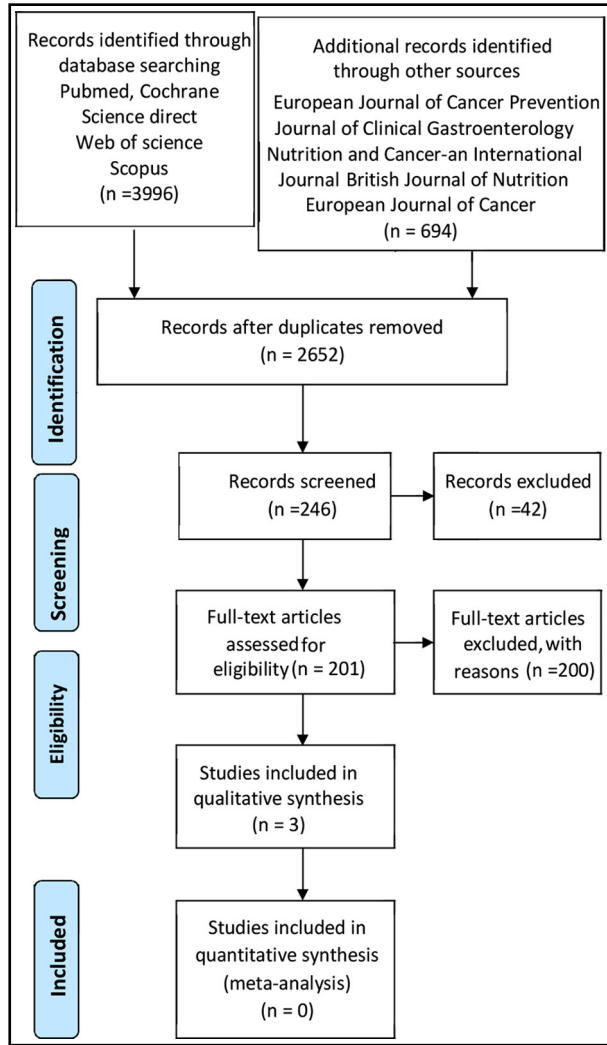 Records identified through
database searching
Pubmed, Cochrane
Science direct
Web of science
Scopus
(n =3996)
Additional records identified
through other sources
European Journal of Cancer Prevention
Journal of Clinical Gastroenterology
Nutrition and Cancer-an International
Journal British Journal of Nutrition
European Journal of Cancer
(n = 694)
Identification
Records after duplicates removed
(n = 2652)
Screening
Records screened
(n =246)
Records excluded
(n =42)
Full-text articles
assessed for
eligibility (n = 201)
Full-text articles
excluded, with
reasons (n =200)
Eligibility
Studies included in
qualitative synthesis
(n = 3)
Included
Studies included in
quantitative synthesis
(meta-analysis)
(n = 0)